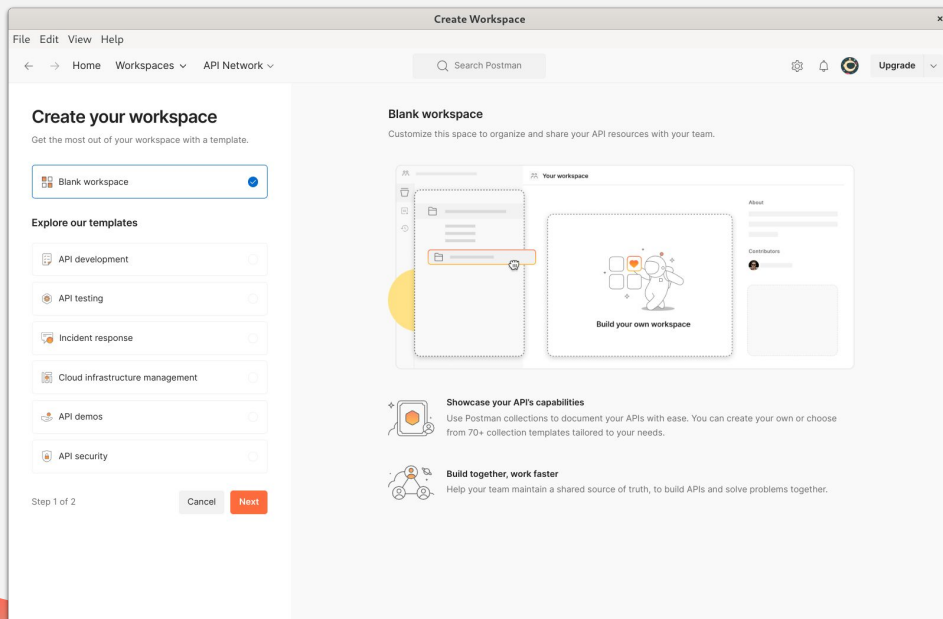 Create Workspace
×
File Edit View Help
← → Home Workspaces API Network
Search Postman
Upgrade
Create your workspace
Get the most out of your workspace with a template.
Blank workspace
Explore our templates
API development
API testing
Incident response
Cloud infrastructure management
API demos
API security
Step 1 of 2
Cancel
Next
Blank workspace
Customize this space to organize and share your API resources with your team.
Your workspace
About
Contributors
Build your own workspace
Showcase your API's capabilities
Use Postman collections to document your APIs with ease. You can create your own or choose
from 70+ collection templates tailored to your needs.
Build together, work faster
Help your team maintain a shared source of truth, to build APIs and solve problems together.